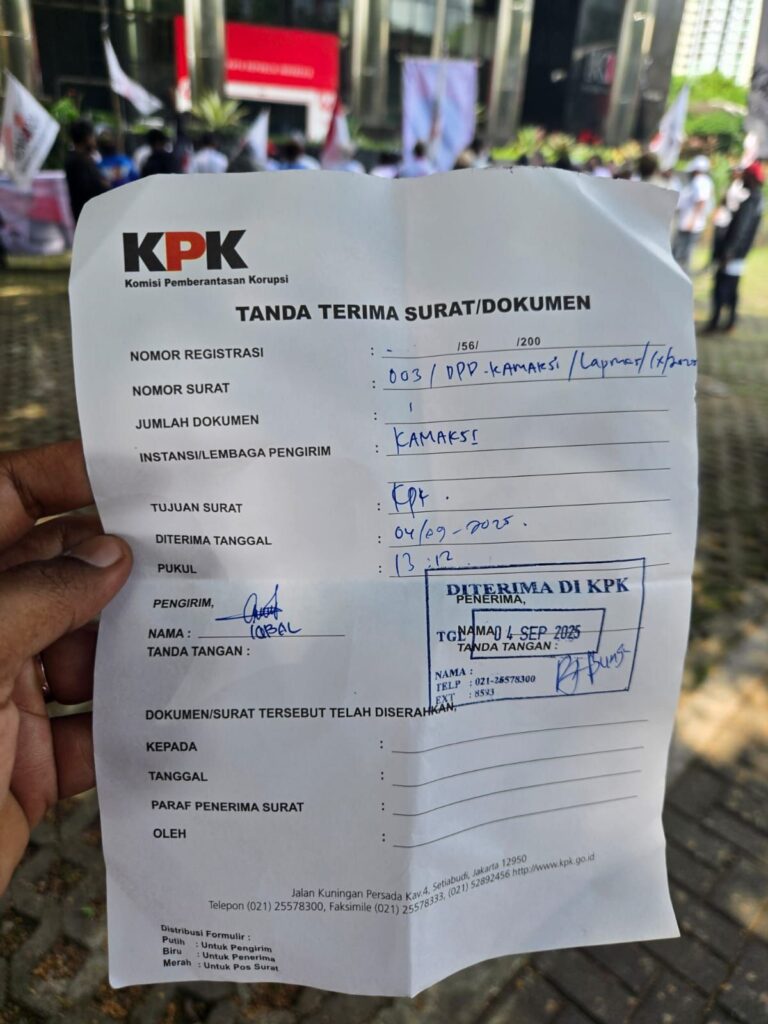 KPK
Komisi Pemberantasan Korupsi
TANDA TERIMA SURAT/DOKUMEN
NOMOR REGISTRASI : - /56/ /200
NOMOR SURAT : 003 / DPD-KAMAKSI / Lapmas / IX/2025
JUMLAH DOKUMEN : 1
INSTANSI/LEMBAGA PENGIRIM : KAMAKSI
TUJUAN SURAT : Kpk.
DITERIMA TANGGAL : 04/09-2025.
PUKUL : 13:12
PENGIRIM,
NAMA : IQBAL
TANDA TANGAN :
DITERIMA DI KPK
PENERIMA,
NAMA
TGL 04 SEP 2025
TANDA TANGAN :
NAMA :
TELP : 021-25578300
EXT : 8593
DOKUMEN/SURAT TERSEBUT TELAH DISERAHKAN,
KEPADA :
TANGGAL :
PARAF PENERIMA SURAT :
OLEH :
Jalan Kuningan Persada Kav.4, Setiabudi, Jakarta 12950
Telepon (021) 25578300, Faksimile (021) 25578333, (021) 52892456 http://www.kpk.go.id
Distribusi Formulir :
Putih : Untuk Pengirim
Biru : Untuk Penerima
Merah : Untuk Pos Surat